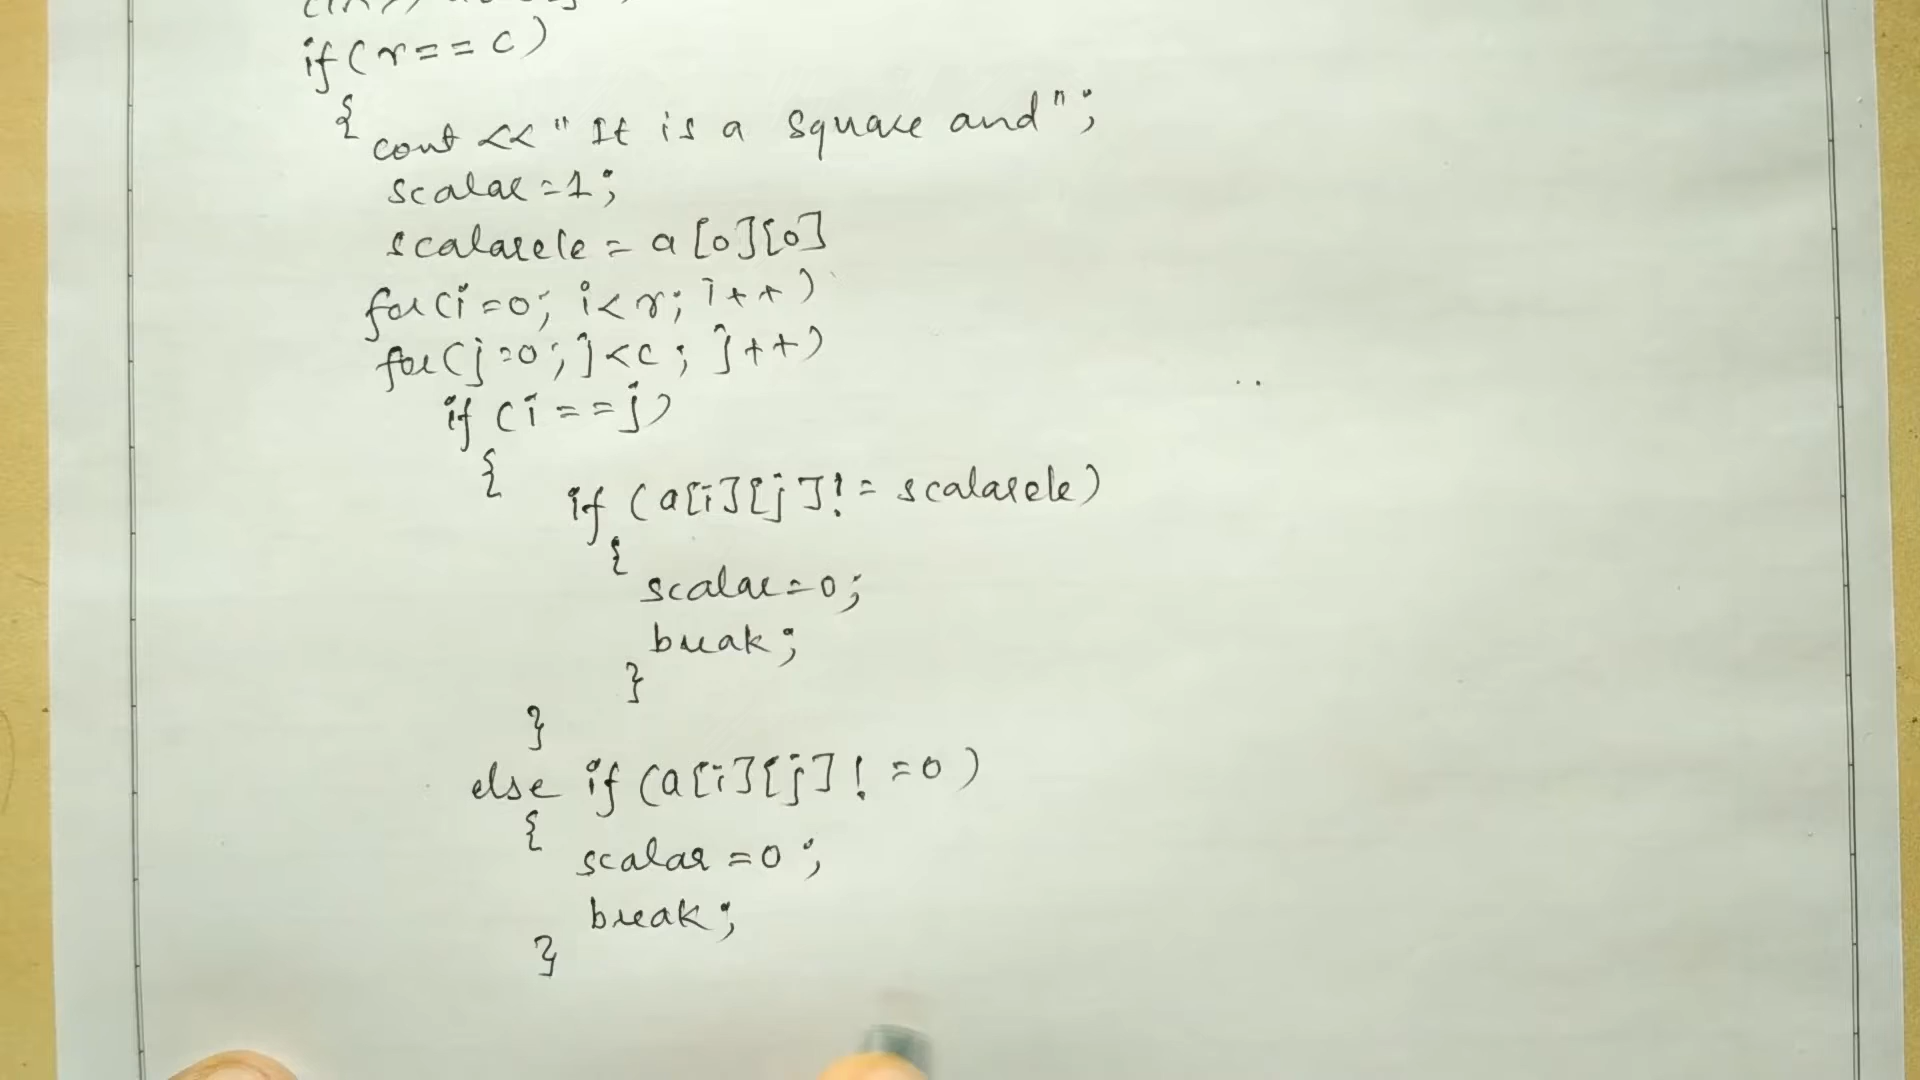 if(r==c)
{
cout <<" It is a square and";
scalar=1;
scalarele = a[0][0]
for(i=0; i<r; i++)
for(j=0; j<c; j++)
if (i==j)
{
if (a[i][j]!= scalarele)
{
scalar=0;
break;
}
}
else if (a[i][j]! =0)
{
scalar=0;
break;
}